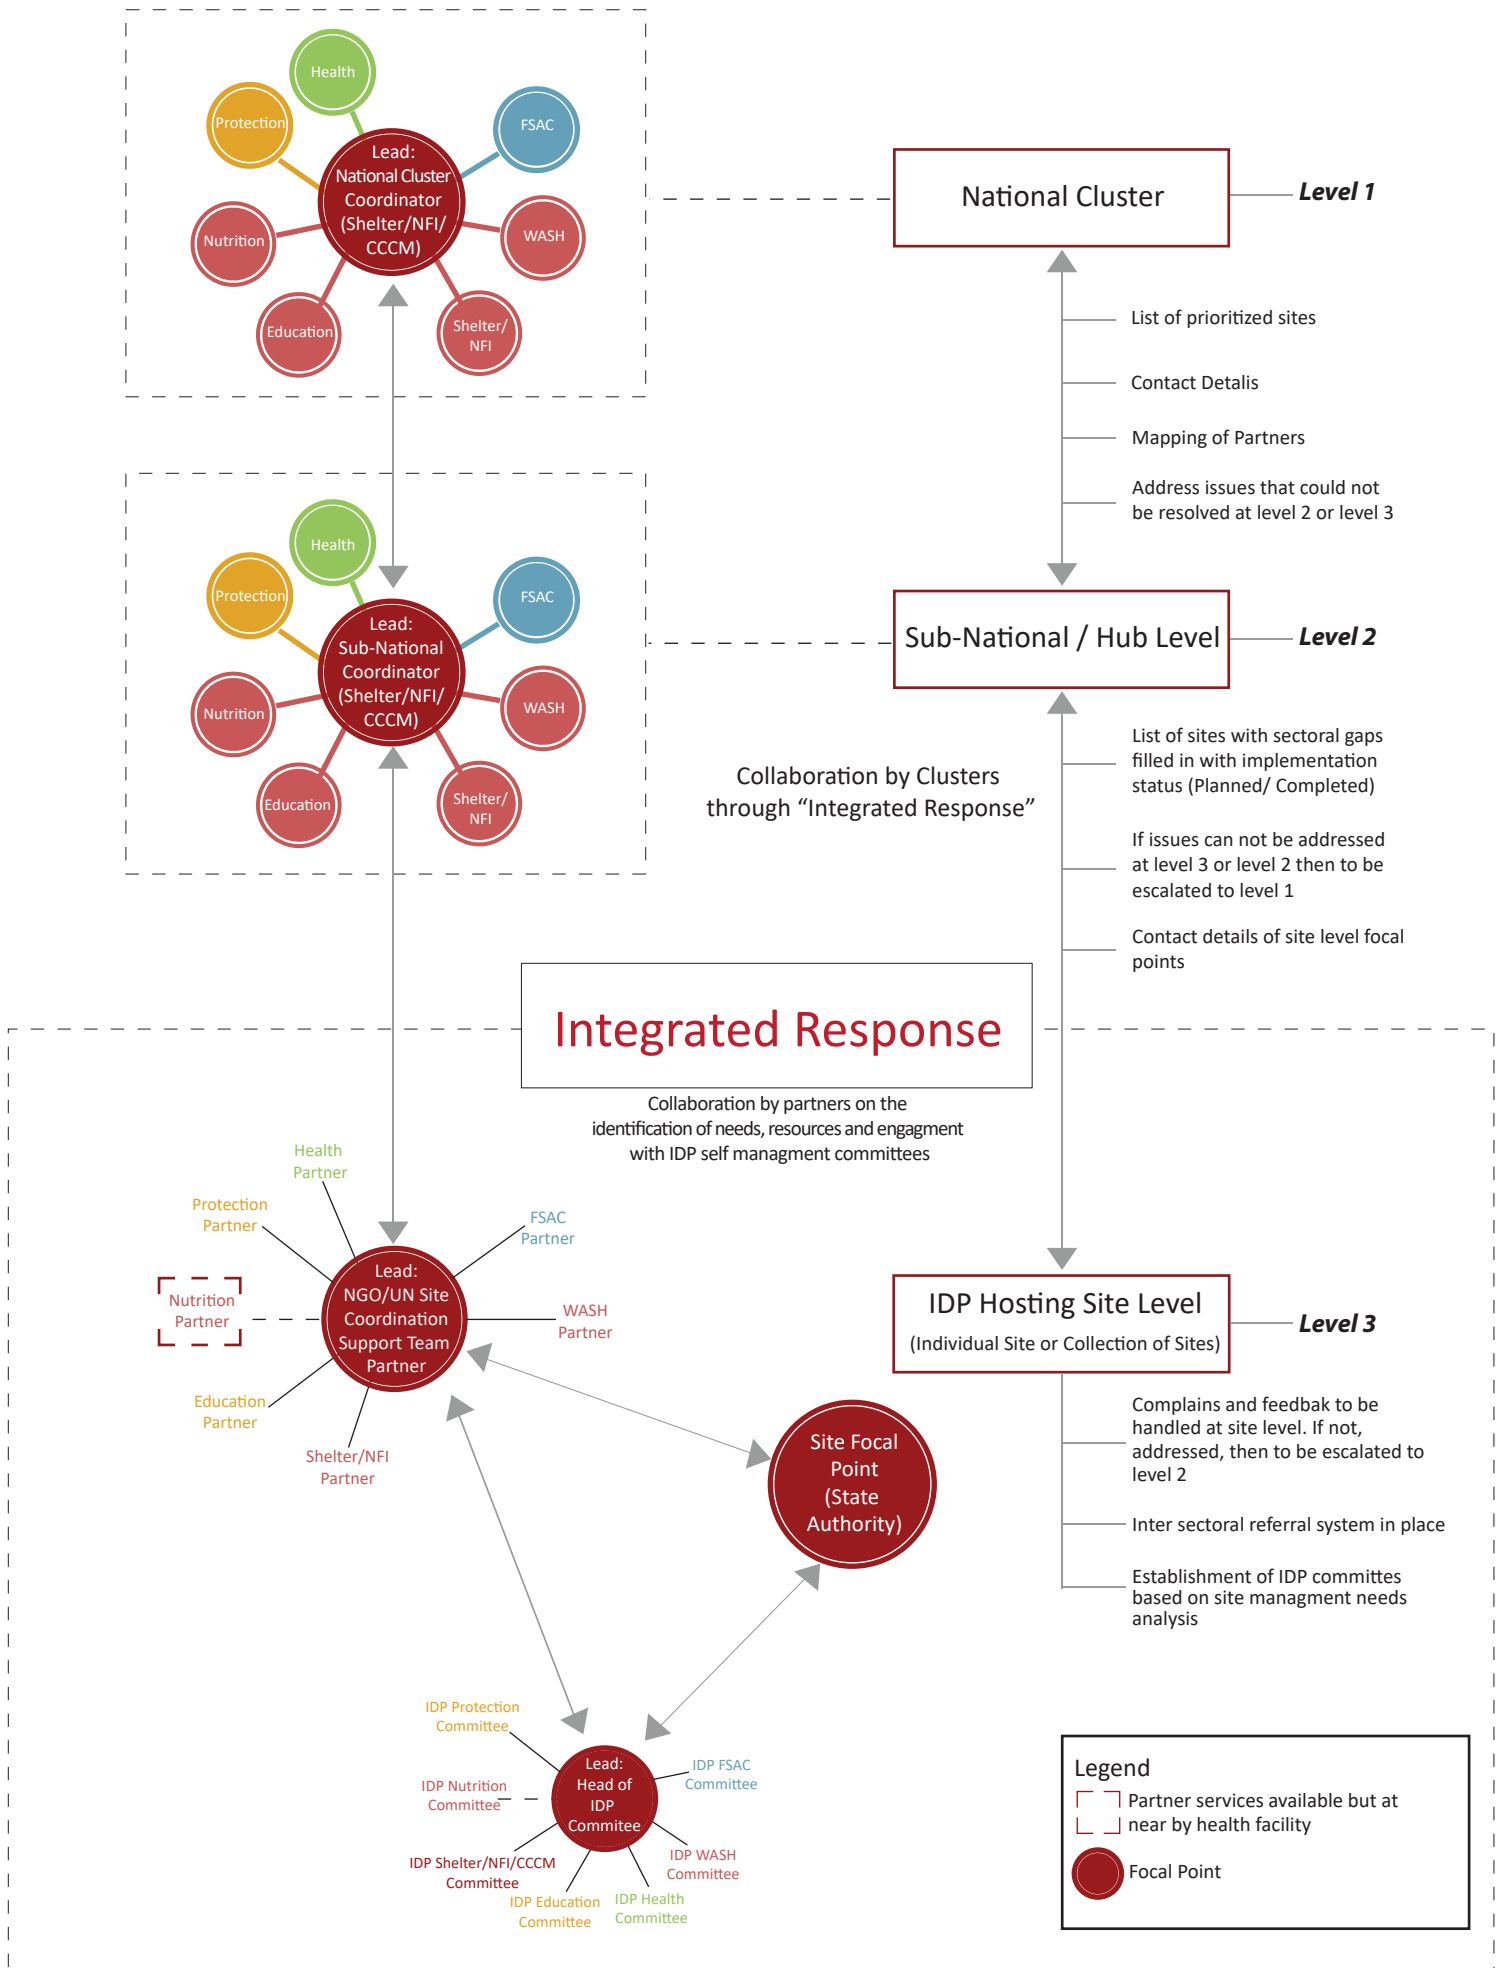 Health
Protection
FSAC
Lead:
National Cluster
Coordinator
(Shelter/NFI/
CCCM)
Nutrition
WASH
Education
Shelter/
NFI
National Cluster
Level 1
List of prioritized sites
Contact Detalis
Mapping of Partners
Address issues that could not
be resolved at level 2 or level 3
Health
Protection
FSAC
Lead:
Sub-National
Coordinator
(Shelter/NFI/
CCCM)
Nutrition
WASH
Education
Shelter/
NFI
Sub-National / Hub Level
Level 2
Collaboration by Clusters
through “Integrated Response”
List of sites with sectoral gaps
filled in with implementation
status (Planned/ Completed)
If issues can not be addressed
at level 3 or level 2 then to be
escalated to level 1
Contact details of site level focal
points
Integrated Response
Collaboration by partners on the
identification of needs, resources and engagment
with IDP self managment committees
Health
Partner
Protection
Partner
FSAC
Partner
Nutrition
Partner
Lead:
NGO/UN Site
Coordination
Support Team
Partner
WASH
Partner
Education
Partner
Shelter/NFI
Partner
IDP Hosting Site Level
(Individual Site or Collection of Sites)
Level 3
Site Focal
Point
(State
Authority)
Complains and feedbak to be
handled at site level. If not,
addressed, then to be escalated to
level 2
Inter sectoral referral system in place
Establishment of IDP committes
based on site managment needs
analysis
IDP Protection
Committee
IDP Nutrition
Committee
Lead:
Head of
IDP
Commitee
IDP FSAC
Committee
IDP Shelter/NFI/CCCM
Committee
IDP WASH
Committee
IDP Education
Committee
IDP Health
Committee
Legend
Partner services available but at
near by health facility
Focal Point